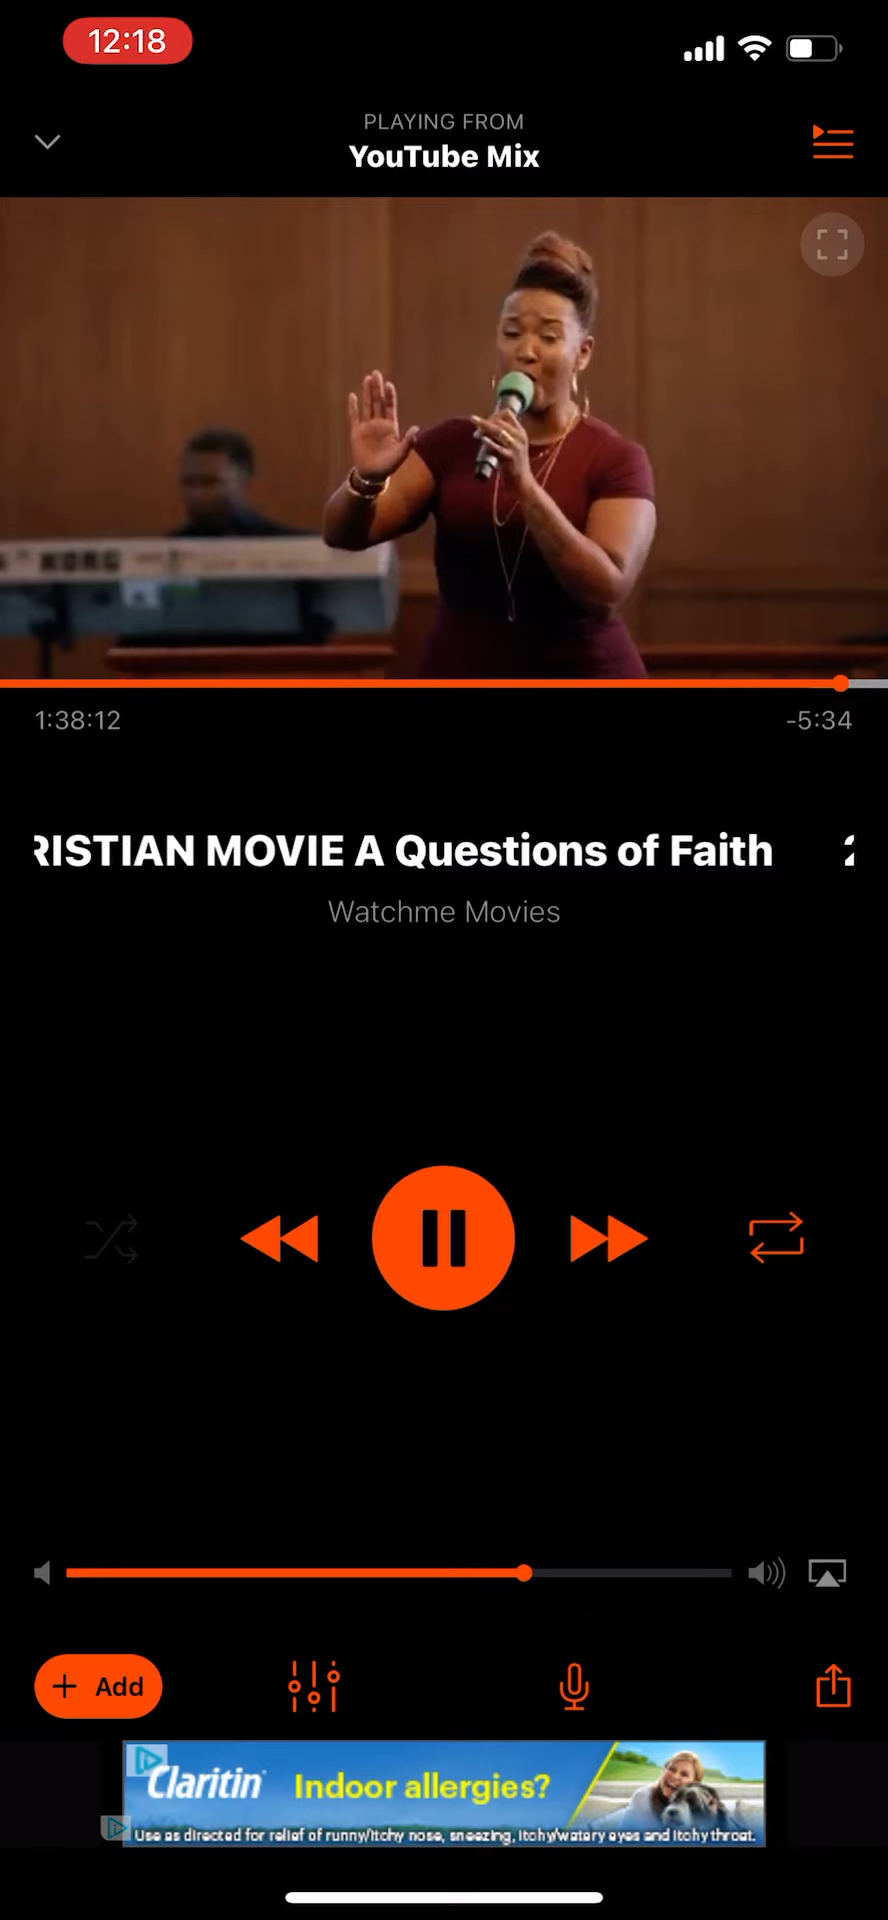 12:18
PLAYING FROM
YouTube Mix
KORG
1:38:12
-5:34
RISTIAN MOVIE A Questions of Faith
Watchme Movies
+ Add
Claritin
Indoor allergies?
Use as directed for relief of runny/itchy nose, sneezing, itchy/watery eyes and itchy throat.